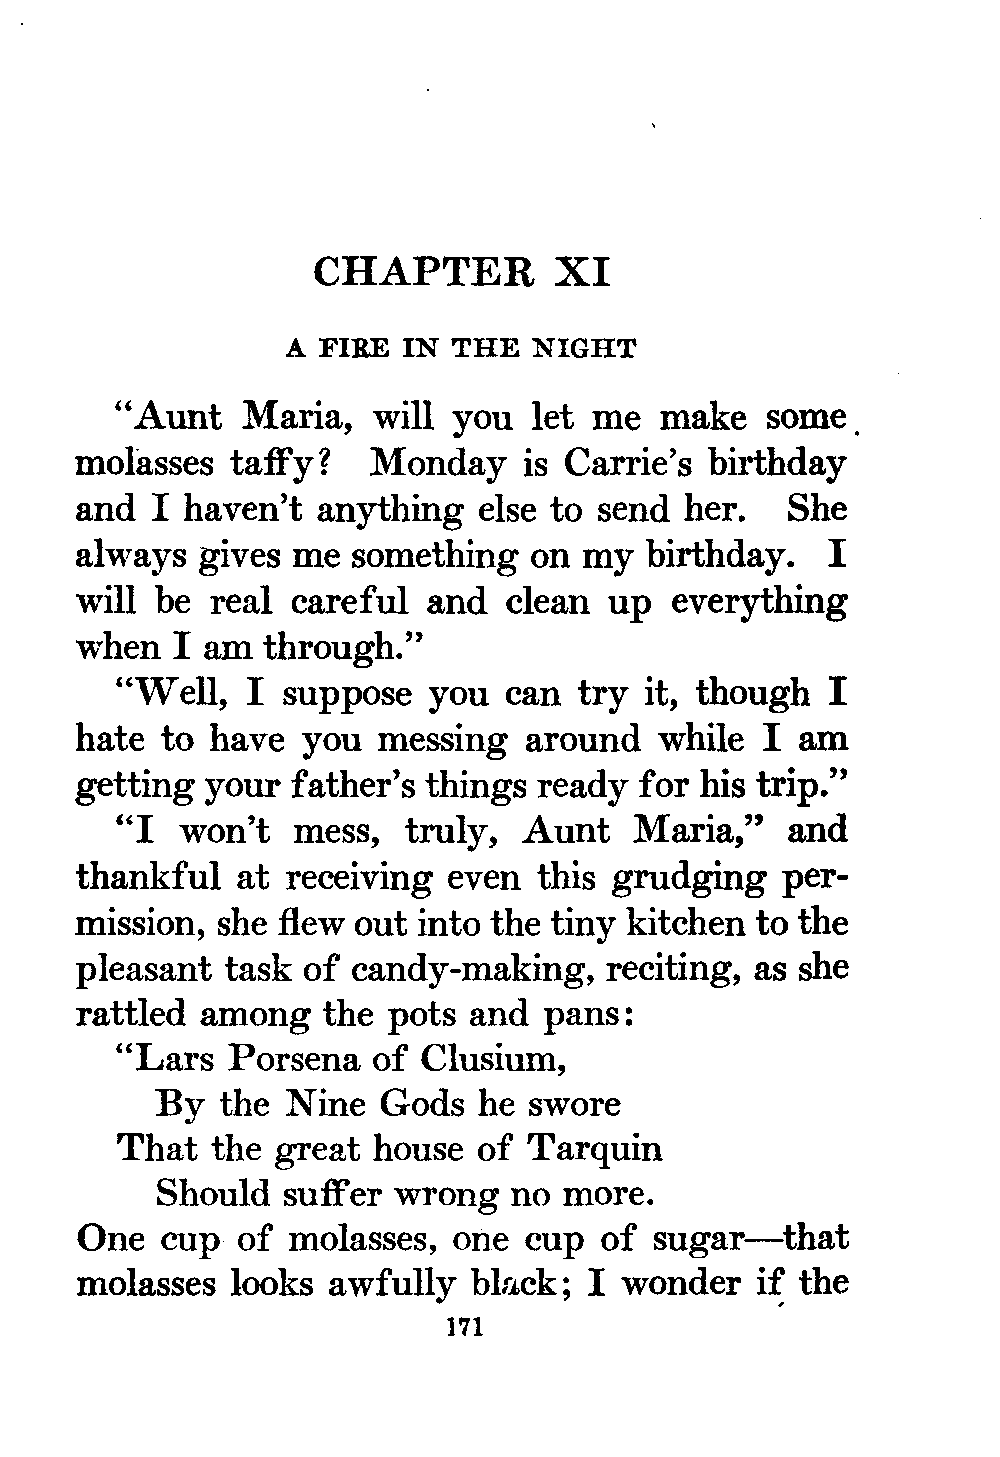 CHAPTER XI
A FIRE IN THE NIGHT
“Aunt Maria, will you let me make some
molasses taffy? Monday is Carrie’s birthday
and I haven’t anything else to send her. She
always gives me something on my birthday. I
will be real careful and clean up everything
when I am through.”
“Well, I suppose you can try it, though I
hate to have you messing around while I am
getting your father’s things ready for his trip.”
“I won’t mess, truly, Aunt Maria,” and
thankful at receiving even this grudging per-
mission, she flew out into the tiny kitchen to the
pleasant task of candy-making, reciting, as she
rattled among the pots and pans:
“Lars Porsena of Clusium,
By the Nine Gods he swore
That the great house of Tarquin
Should suffer wrong no more.
One cup of molasses, one cup of sugar—that
molasses looks awfully black; I wonder if the
171